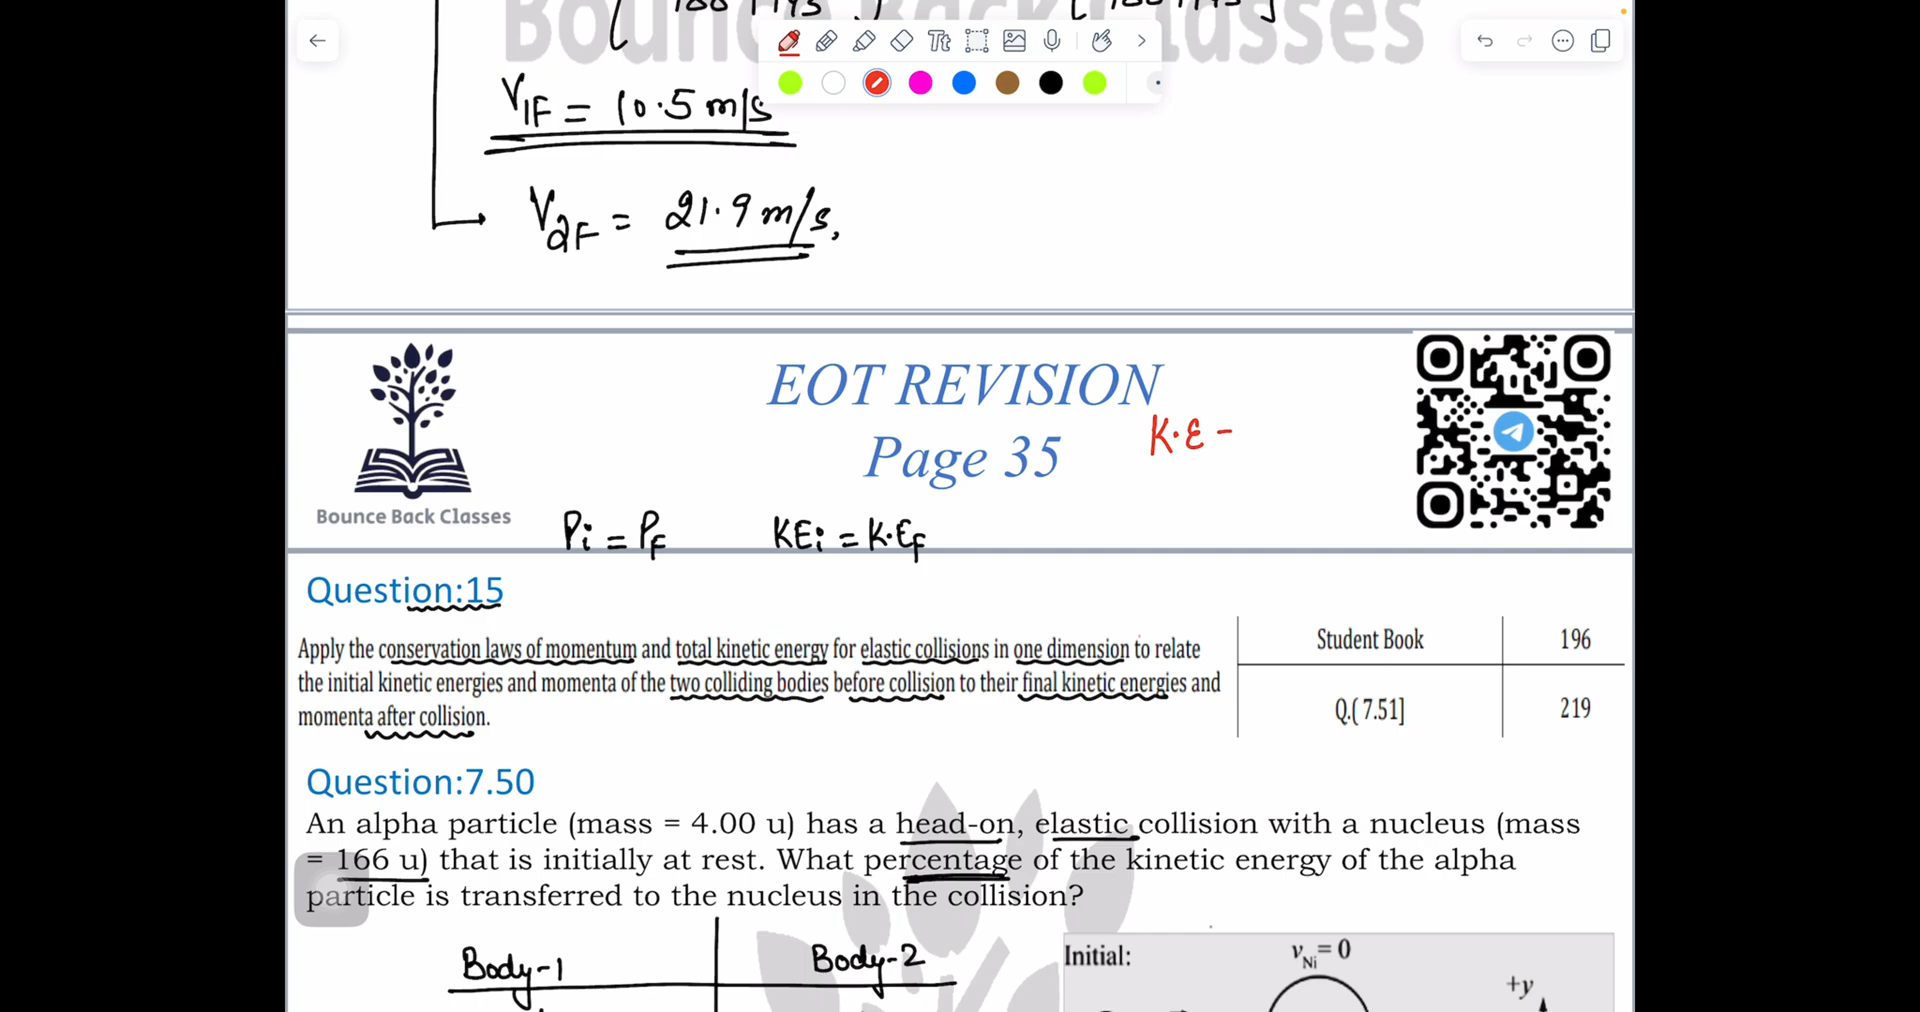 Bounce Back Classes
Tt
V1F = 10.5 m/s
V2F = 21.9 m/s,
EOT REVISION
Page 35
K.E -
Bounce Back Classes
Pi = PF KEi = K.EF
Question:15
Apply the conservation laws of momentum and total kinetic energy for elastic collisions in one dimension to relate
the initial kinetic energies and momenta of the two colliding bodies before collision to their final kinetic energies and
momenta after collision.
Student Book 196
Q.( 7.51] 219
Question:7.50
An alpha particle (mass = 4.00 u) has a head-on, elastic collision with a nucleus (mass
= 166 u) that is initially at rest. What percentage of the kinetic energy of the alpha
particle is transferred to the nucleus in the collision?
Body-1 Body-2
Initial: vNi = 0
+y